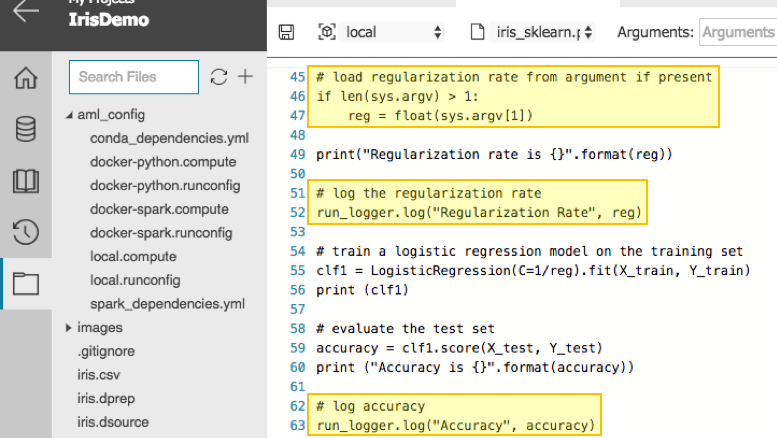 My Projects
IrisDemo
local
iris_sklearn.p
Arguments:
Arguments
Search Files
aml_config
conda_dependencies.yml
docker-python.compute
docker-python.runconfig
docker-spark.compute
docker-spark.runconfig
local.compute
local.runconfig
spark_dependencies.yml
images
.gitignore
iris.csv
iris.dprep
iris.dsource
45 # load regularization rate from argument if present
46 if len(sys.argv) > 1:
47     reg = float(sys.argv[1])
48
49 print("Regularization rate is {}".format(reg))
50
51 # log the regularization rate
52 run_logger.log("Regularization Rate", reg)
53
54 # train a logistic regression model on the training set
55 clf1 = LogisticRegression(C=1/reg).fit(X_train, Y_train)
56 print (clf1)
57
58 # evaluate the test set
59 accuracy = clf1.score(X_test, Y_test)
60 print ("Accuracy is {}".format(accuracy))
61
62 # log accuracy
63 run_logger.log("Accuracy", accuracy)